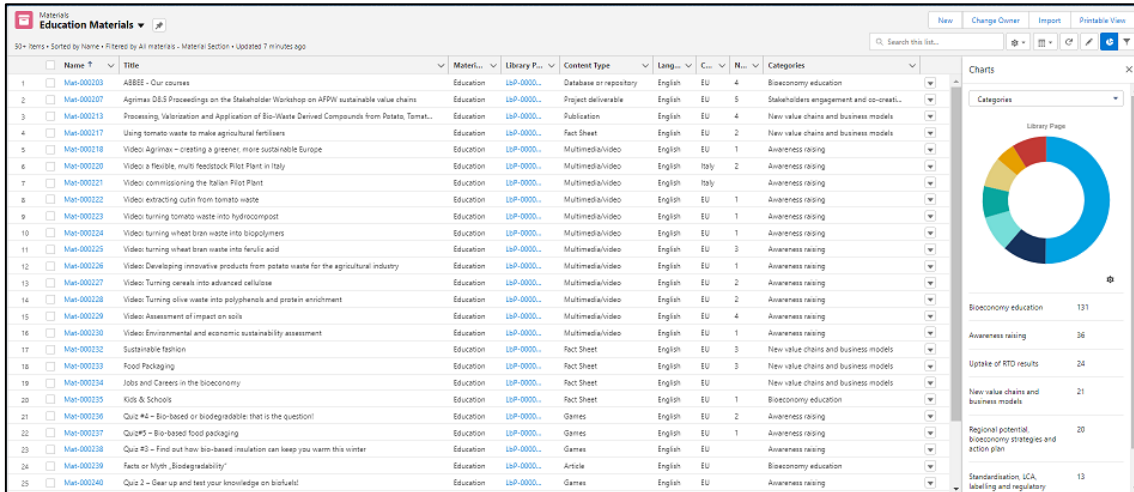 Materials
Education Materials
New Change Owner Import Printable View
50+ items • Sorted by Name • Filtered by All materials - Material Section • Updated 7 minutes ago
Search this list...
Name ↑ Title Materi... Library P... Content Type Lang... C... N... Categories
1 Mat-000203 ABBEE - Our courses Education LbP-0000... Database or repository English EU 4 Bioeconomy education
2 Mat-000207 Agrimax D8.5 Proceedings on the Stakeholder Workshop on AFPW sustainable value chains Education LbP-0000... Project deliverable English EU 5 Stakeholders engagement and co-creati...
3 Mat-000213 Processing, Valorization and Application of Bio-Waste Derived Compounds from Potato, Tomat... Education LbP-0000... Publication English EU 4 New value chains and business models
4 Mat-000217 Using tomato waste to make agricultural fertilisers Education LbP-0000... Fact Sheet English EU 2 New value chains and business models
5 Mat-000218 Video: Agrimax – creating a greener, more sustainable Europe Education LbP-0000... Multimedia/video English EU 1 Awareness raising
6 Mat-000220 Video: a flexible, multi feedstock Pilot Plant in Italy Education LbP-0000... Multimedia/video English Italy 2 Awareness raising
7 Mat-000221 Video: commissioning the Italian Pilot Plant Education LbP-0000... Multimedia/video English Italy Awareness raising
8 Mat-000222 Video: extracting cutin from tomato waste Education LbP-0000... Multimedia/video English EU 1 Awareness raising
9 Mat-000223 Video: turning tomato waste into hydrocompost Education LbP-0000... Multimedia/video English EU 1 Awareness raising
10 Mat-000224 Video: turning wheat bran waste into biopolymers Education LbP-0000... Multimedia/video English EU 1 Awareness raising
11 Mat-000225 Video: turning wheat bran waste into ferulic acid Education LbP-0000... Multimedia/video English EU 3 Awareness raising
12 Mat-000226 Video: Developing innovative products from potato waste for the agricultural industry Education LbP-0000... Multimedia/video English EU 1 Awareness raising
13 Mat-000227 Video: Turning cereals into advanced cellulose Education LbP-0000... Multimedia/video English EU 2 Awareness raising
14 Mat-000228 Video: Turning olive waste into polyphenols and protein enrichment Education LbP-0000... Multimedia/video English EU 2 Awareness raising
15 Mat-000229 Video: Assessment of impact on soils Education LbP-0000... Multimedia/video English EU 4 Awareness raising
16 Mat-000230 Video: Environmental and economic sustainability assessment Education LbP-0000... Multimedia/video English EU 1 Awareness raising
17 Mat-000232 Sustainable fashion Education LbP-0000... Fact Sheet English EU 3 New value chains and business models
18 Mat-000233 Food Packaging Education LbP-0000... Fact Sheet English EU 3 New value chains and business models
19 Mat-000234 Jobs and Careers in the bioeconomy Education LbP-0000... Fact Sheet English EU New value chains and business models
20 Mat-000235 Kids & Schools Education LbP-0000... Fact Sheet English EU 1 Bioeconomy education
21 Mat-000236 Quiz #4 – Bio-based or biodegradable: that is the question! Education LbP-0000... Games English EU 2 Awareness raising
22 Mat-000237 Quiz#5 – Bio-based food packaging Education LbP-0000... Games English EU 1 Awareness raising
23 Mat-000238 Quiz #3 – Find out how bio-based insulation can keep you warm this winter Education LbP-0000... Games English EU Awareness raising
24 Mat-000239 Facts or Myth „Biodegradability“ Education LbP-0000... Article English EU Bioeconomy education
25 Mat-000240 Quiz 2 – Gear up and test your knowledge on biofuels! Education LbP-0000... Games English EU Awareness raising
Charts
Categories
Library Page
Bioeconomy education 131
Awareness raising 36
Uptake of RTD results 24
New value chains and
business models 21
Regional potential,
bioeconomy strategies and
action plan 20
Standardisation, LCA,
labelling and regulatory 13